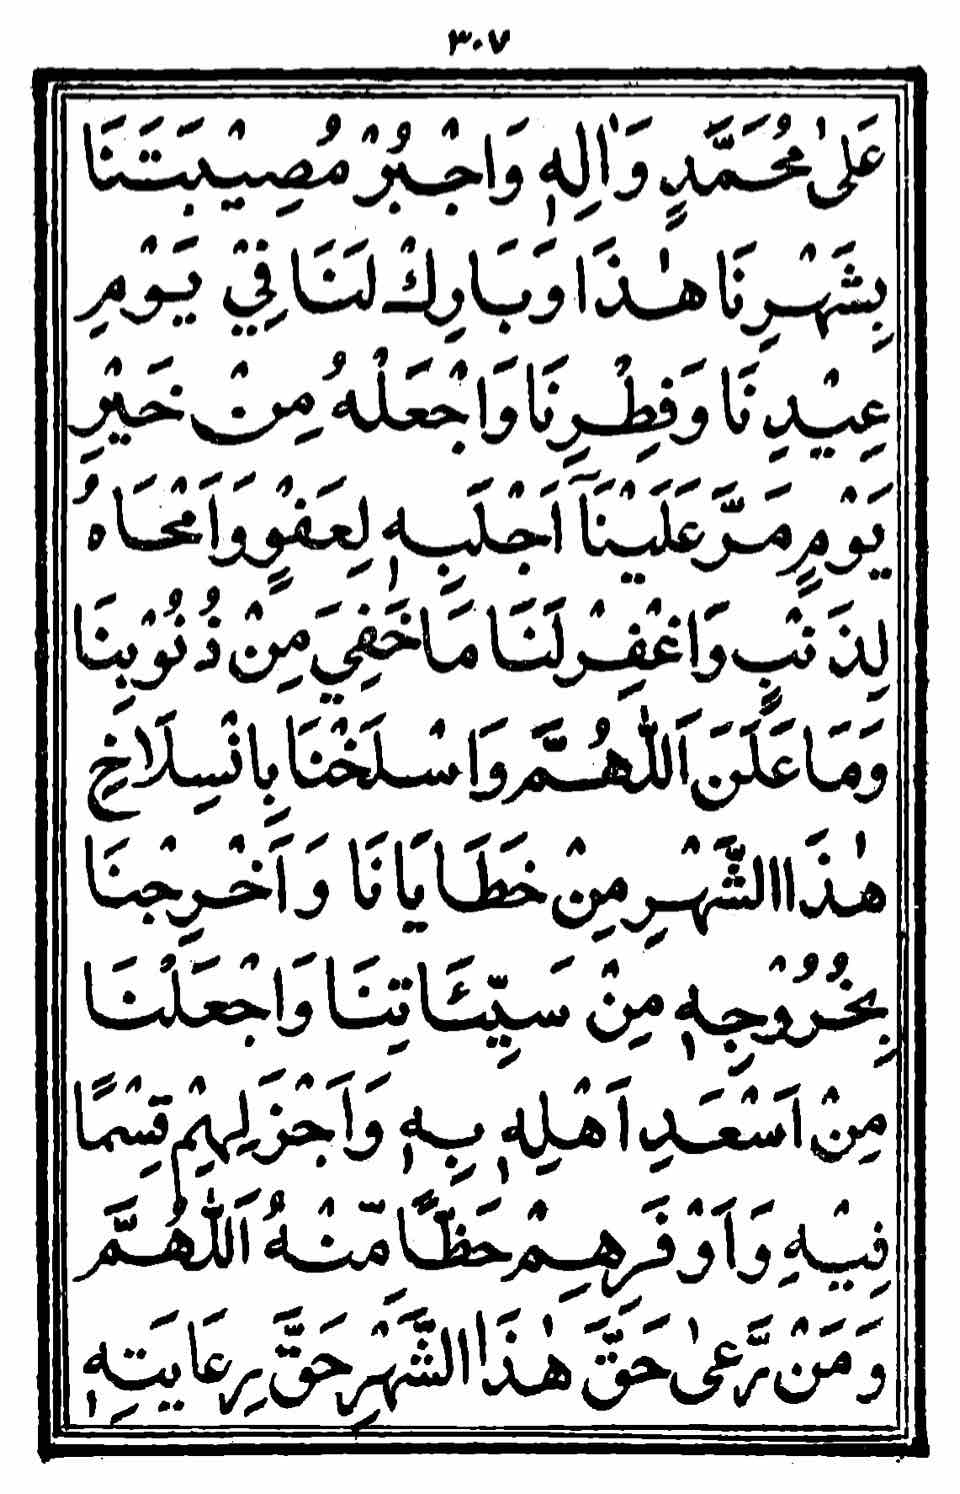 ٣٠٧
عَلٰى مُحَمَّدٍ وَاٰلِهٖ وَاجْبُرْ مُصِيْبَتَنَا
بِشَهْرِنَا هٰذَا وَبَارِكْ لَنَا فِيْ يَوْمِ
عِيْدِنَا وَفِطْرِنَا وَاجْعَلْهُ مِنْ خَيْرِ
يَوْمٍ مَرَّ عَلَيْنَآ اَجْلَبِهٖ لِعَفْوٍ وَاَمْحَاهُ
لِذَنْبٍ وَاغْفِرْ لَنَا مَا خَفِيَ مِنْ ذُنُوْبِنَا
وَمَا عَلَنَ اَللّٰهُمَّ وَاسْلَخْنَا بِانْسِلَاخِ
هٰذَا الشَّهْرِ مِنْ خَطَايَانَا وَاَخْرِجْنَا
بِخُرُوْجِهٖ مِنْ سَيِّئَاتِنَا وَاجْعَلْنَا
مِنْ اَسْعَدِ اَهْلِهٖ بِهٖ وَاَجْزَلِهِمْ قِسْمًا
فِيْهِ وَاَوْفَرِهِمْ حَظًّا مِّنْهُ اَللّٰهُمَّ
وَمَنْ رَّعٰى حَقَّ هٰذَا الشَّهْرِ حَقَّ رِعَايَتِهٖ